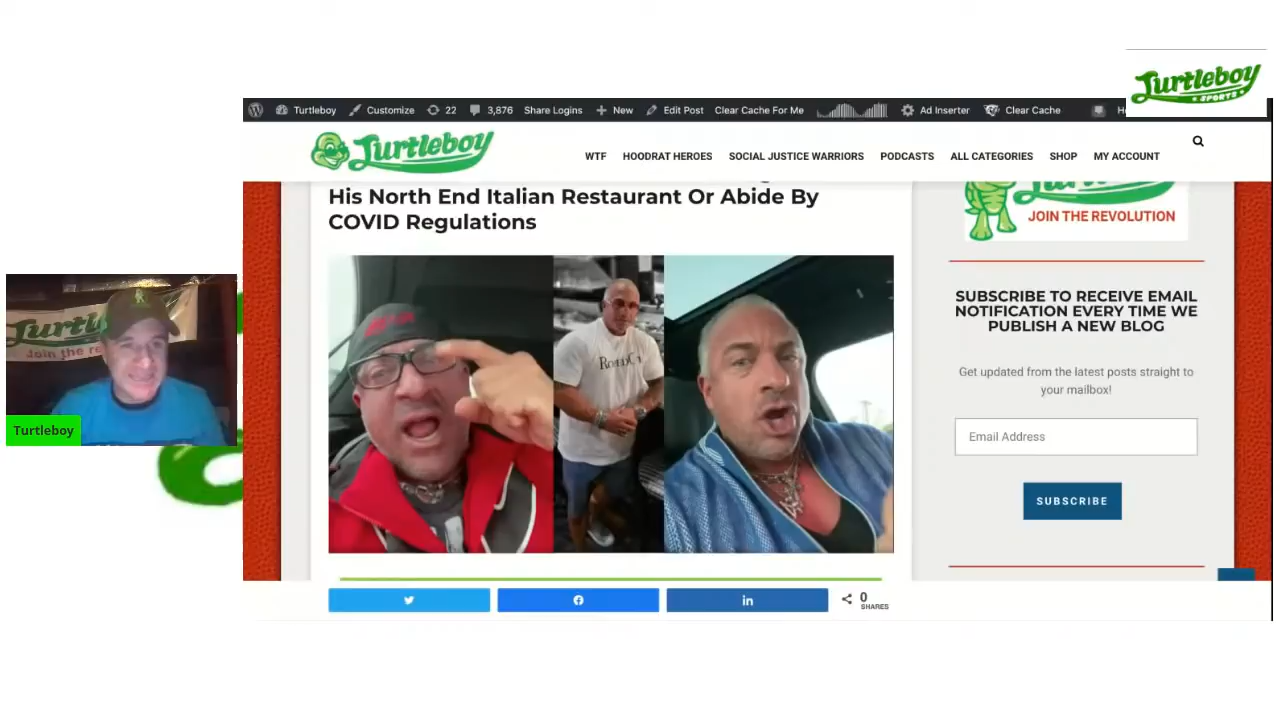 Turtleboy
SPORTS
Turtleboy
Customize
22
3,876
Share Logins
New
Edit Post
Clear Cache For Me
Ad Inserter
Clear Cache
Turtleboy
WTF
HOODRAT HEROES
SOCIAL JUSTICE WARRIORS
PODCASTS
ALL CATEGORIES
SHOP
MY ACCOUNT
His North End Italian Restaurant Or Abide By
COVID Regulations
JOIN THE REVOLUTION
SUBSCRIBE TO RECEIVE EMAIL
NOTIFICATION EVERY TIME WE
PUBLISH A NEW BLOG
Get updated from the latest posts straight to
your mailbox!
Email Address
SUBSCRIBE
Join the
Turtleboy
0
SHARES